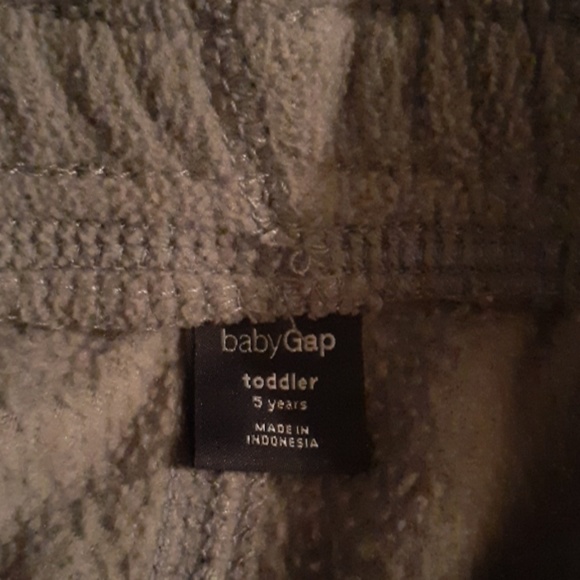 babyGap
toddler
5 years
MADE IN
INDONESIA